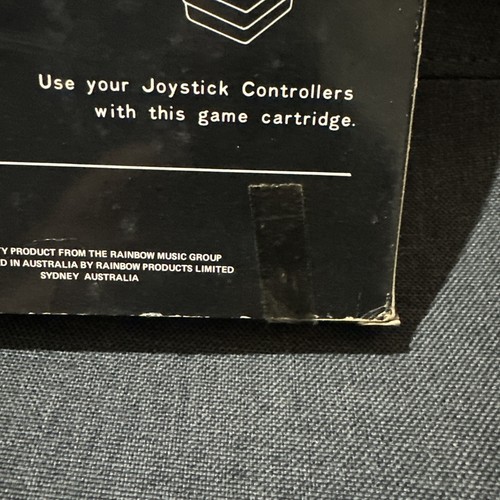 Use your Joystick Controllers
with this game cartridge.
TY PRODUCT FROM THE RAINBOW MUSIC GROUP
D IN AUSTRALIA BY RAINBOW PRODUCTS LIMITED
SYDNEY AUSTRALIA